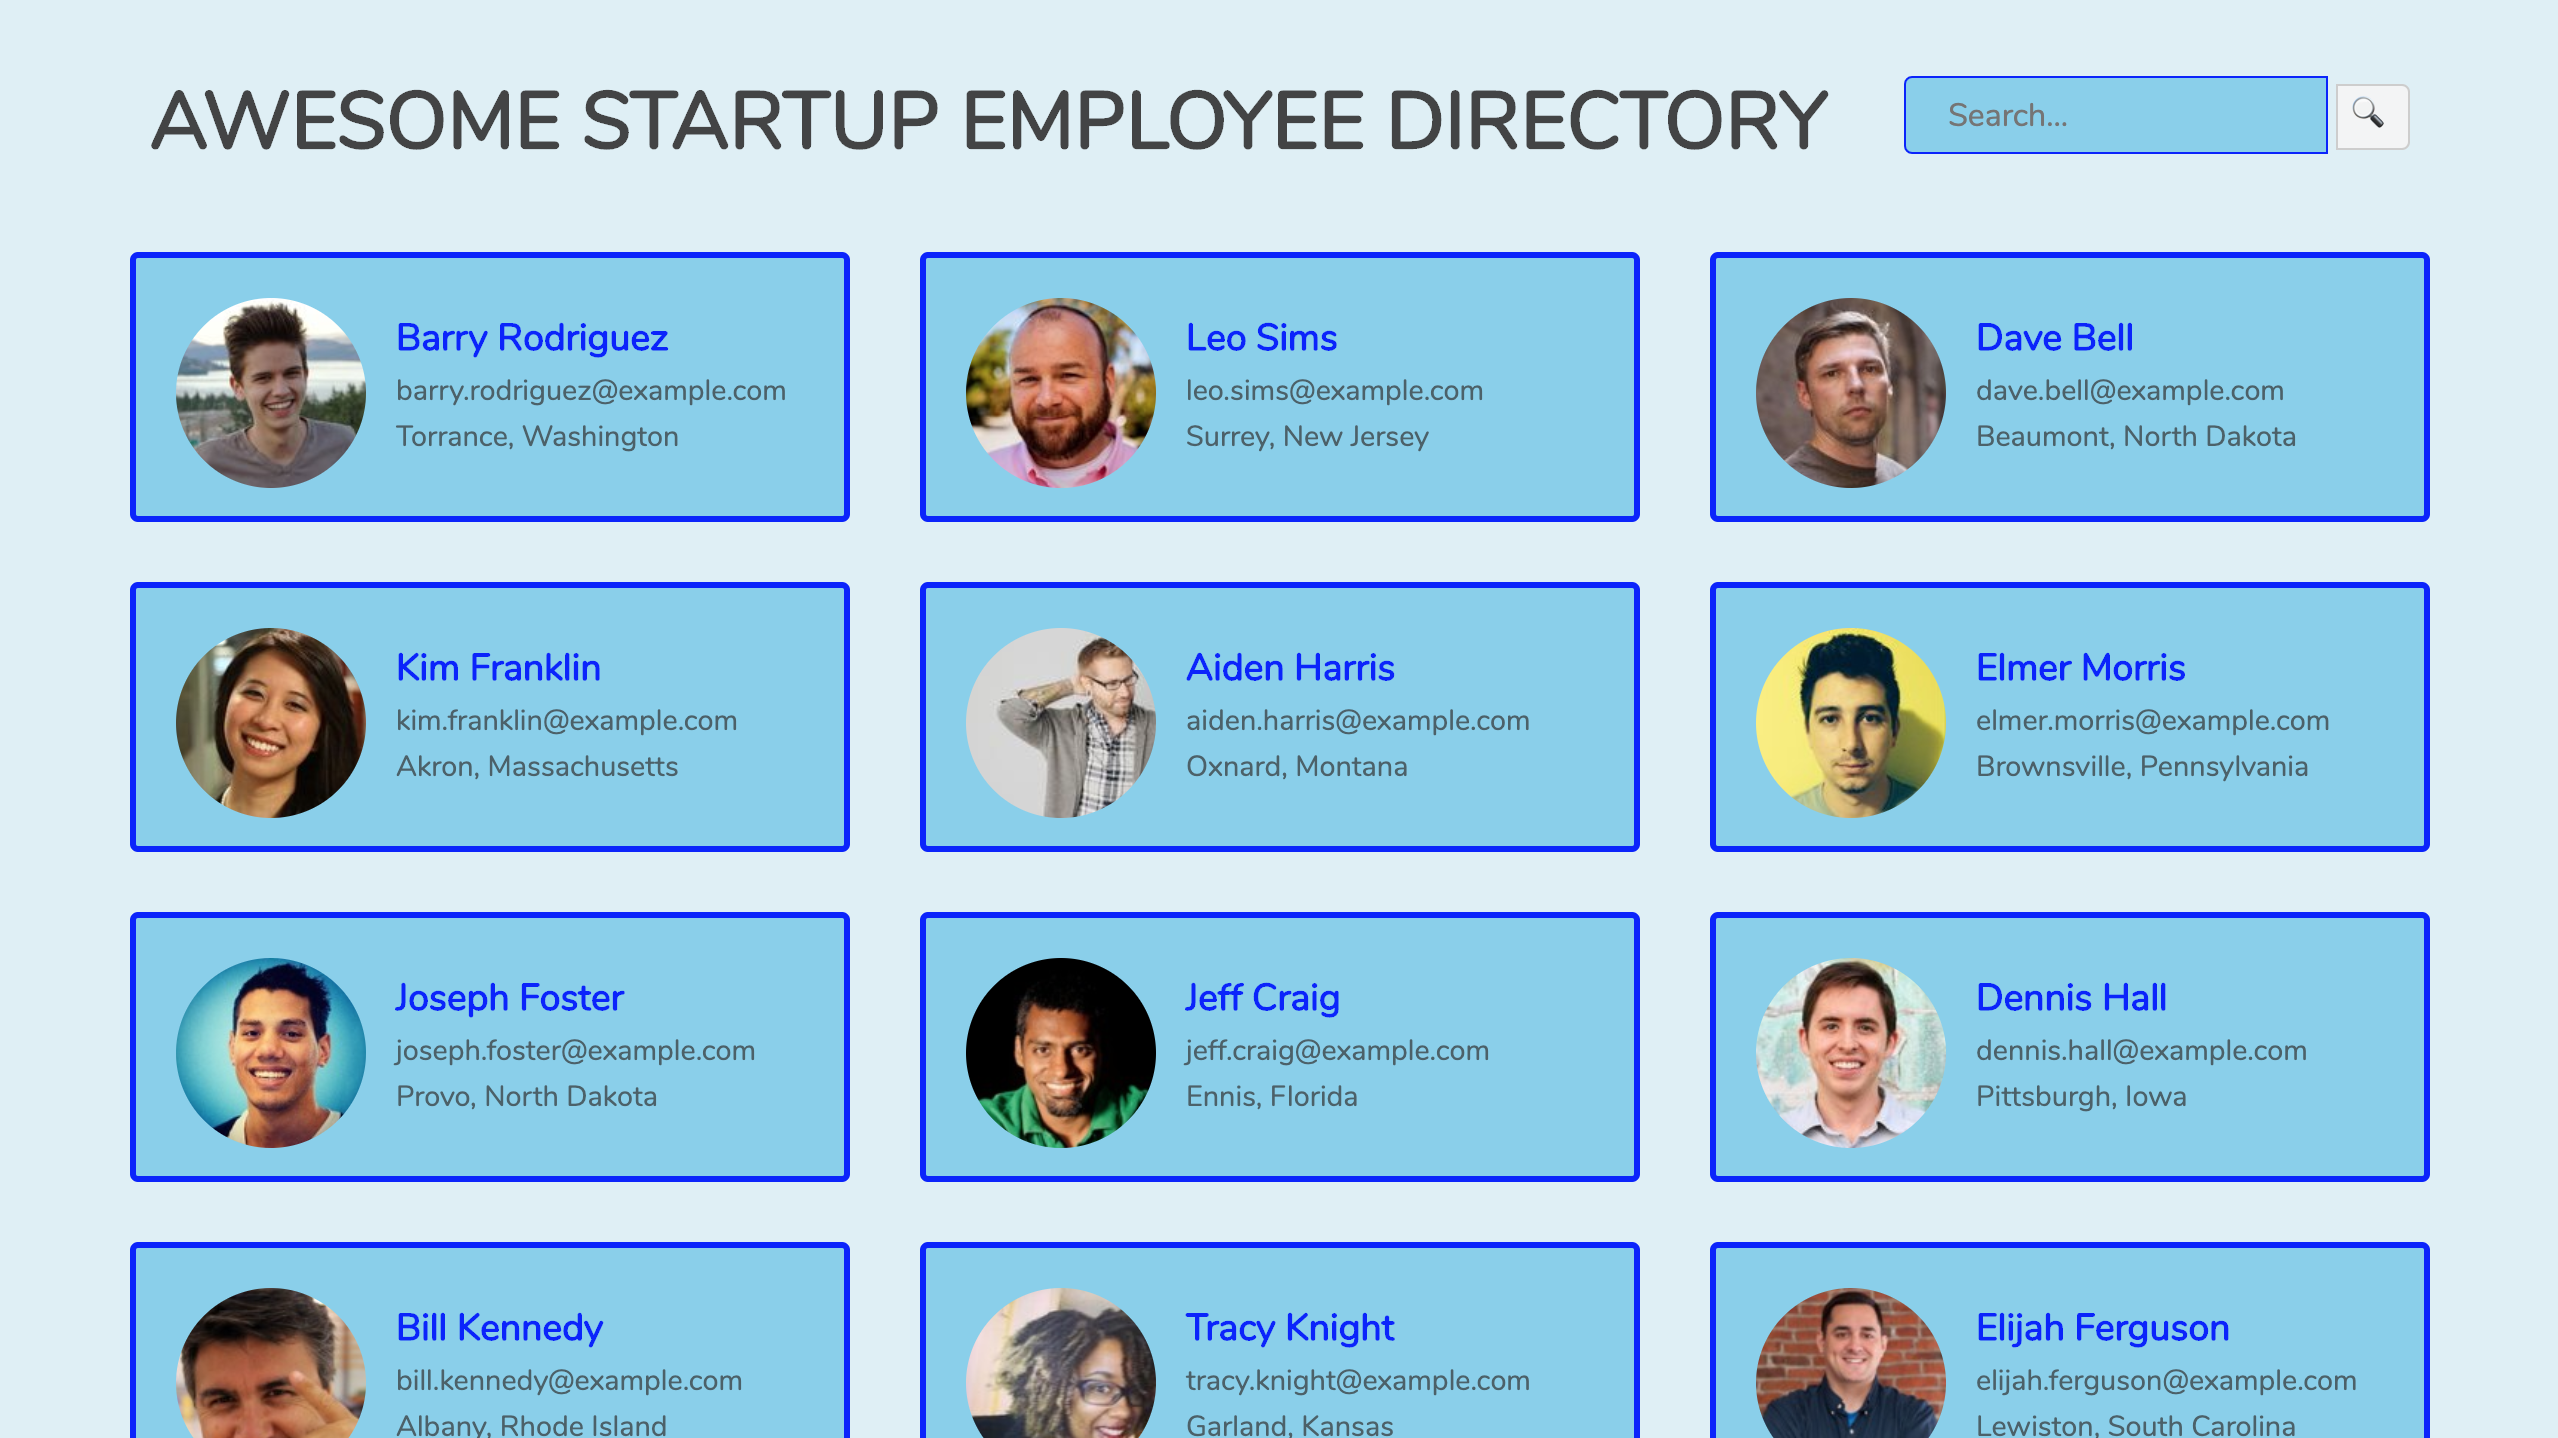 AWESOME STARTUP EMPLOYEE DIRECTORY
Search...
Barry Rodriguez
barry.rodriguez@example.com
Torrance, Washington
Leo Sims
leo.sims@example.com
Surrey, New Jersey
Dave Bell
dave.bell@example.com
Beaumont, North Dakota
Kim Franklin
kim.franklin@example.com
Akron, Massachusetts
Aiden Harris
aiden.harris@example.com
Oxnard, Montana
Elmer Morris
elmer.morris@example.com
Brownsville, Pennsylvania
Joseph Foster
joseph.foster@example.com
Provo, North Dakota
Jeff Craig
jeff.craig@example.com
Ennis, Florida
Dennis Hall
dennis.hall@example.com
Pittsburgh, Iowa
Bill Kennedy
bill.kennedy@example.com
Albany, Rhode Island
Tracy Knight
tracy.knight@example.com
Garland, Kansas
Elijah Ferguson
elijah.ferguson@example.com
Lewiston, South Carolina